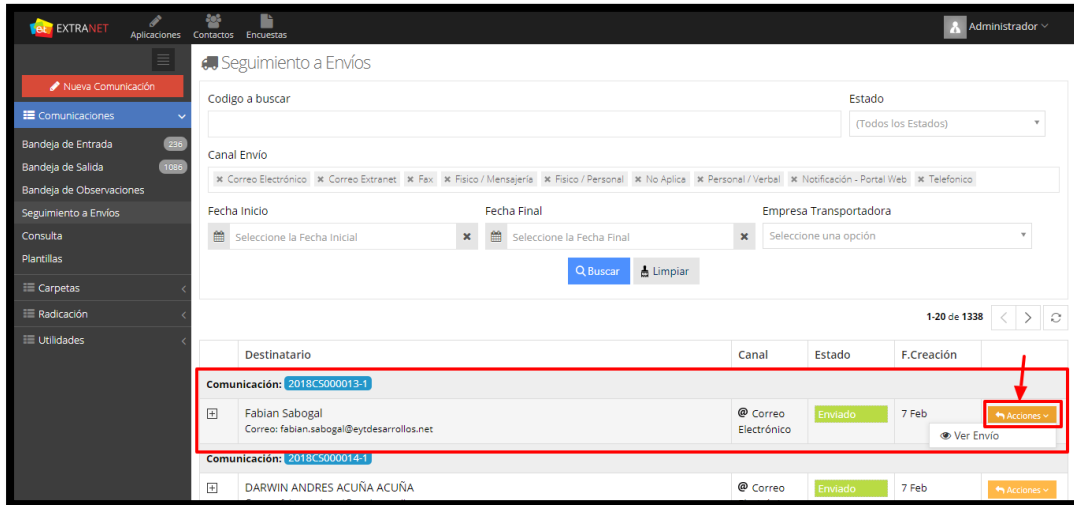 EXTRANET
Aplicaciones Contactos Encuestas
Administrador
Nueva Comunicación
Comunicaciones
Bandeja de Entrada 236
Bandeja de Salida 1086
Bandeja de Observaciones
Seguimiento a Envíos
Consulta
Plantillas
Carpetas
Radicación
Utilidades
Seguimiento a Envíos
Codigo a buscar
Estado
(Todos los Estados)
Canal Envío
× Correo Electrónico × Correo Extranet × Fax × Fisico / Mensajería × Fisico / Personal × No Aplica × Personal / Verbal × Notificación - Portal Web × Telefonico
Fecha Inicio Fecha Final Empresa Transportadora
Seleccione la Fecha Inicial Seleccione la Fecha Final Seleccione una opción
Buscar Limpiar
1-20 de 1338
Destinatario Canal Estado F.Creación
Comunicación: 2018CS000013-1
Fabian Sabogal @ Correo Electrónico Enviado 7 Feb Acciones
Correo: fabian.sabogal@eytdesarrollos.net
Ver Envío
Comunicación: 2018CS000014-1
DARWIN ANDRES ACUÑA ACUÑA @ Correo Enviado 7 Feb Acciones